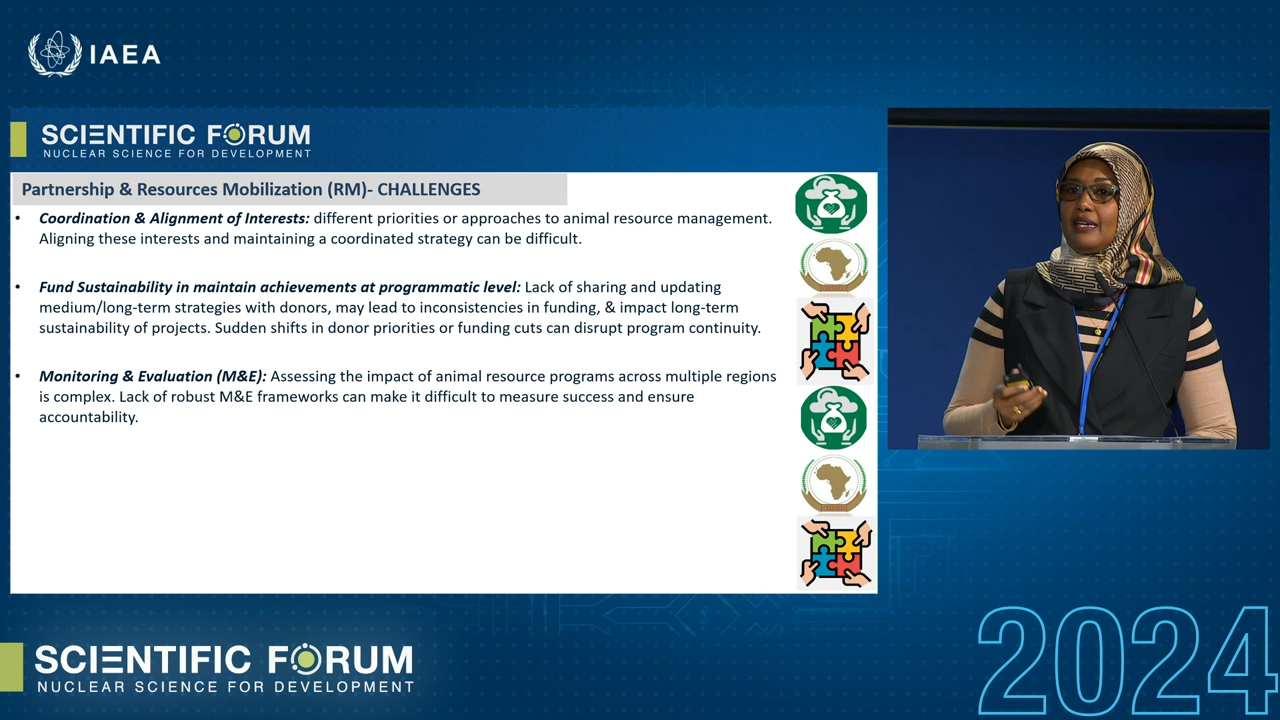 IAEA
SCIENTIFIC FORUM
NUCLEAR SCIENCE FOR DEVELOPMENT
Partnership & Resources Mobilization (RM)- CHALLENGES
• Coordination & Alignment of Interests: different priorities or approaches to animal resource management.
Aligning these interests and maintaining a coordinated strategy can be difficult.
• Fund Sustainability in maintain achievements at programmatic level: Lack of sharing and updating
medium/long-term strategies with donors, may lead to inconsistencies in funding, & impact long-term
sustainability of projects. Sudden shifts in donor priorities or funding cuts can disrupt program continuity.
• Monitoring & Evaluation (M&E): Assessing the impact of animal resource programs across multiple regions
is complex. Lack of robust M&E frameworks can make it difficult to measure success and ensure
accountability.
SCIENTIFIC FORUM
NUCLEAR SCIENCE FOR DEVELOPMENT
2024